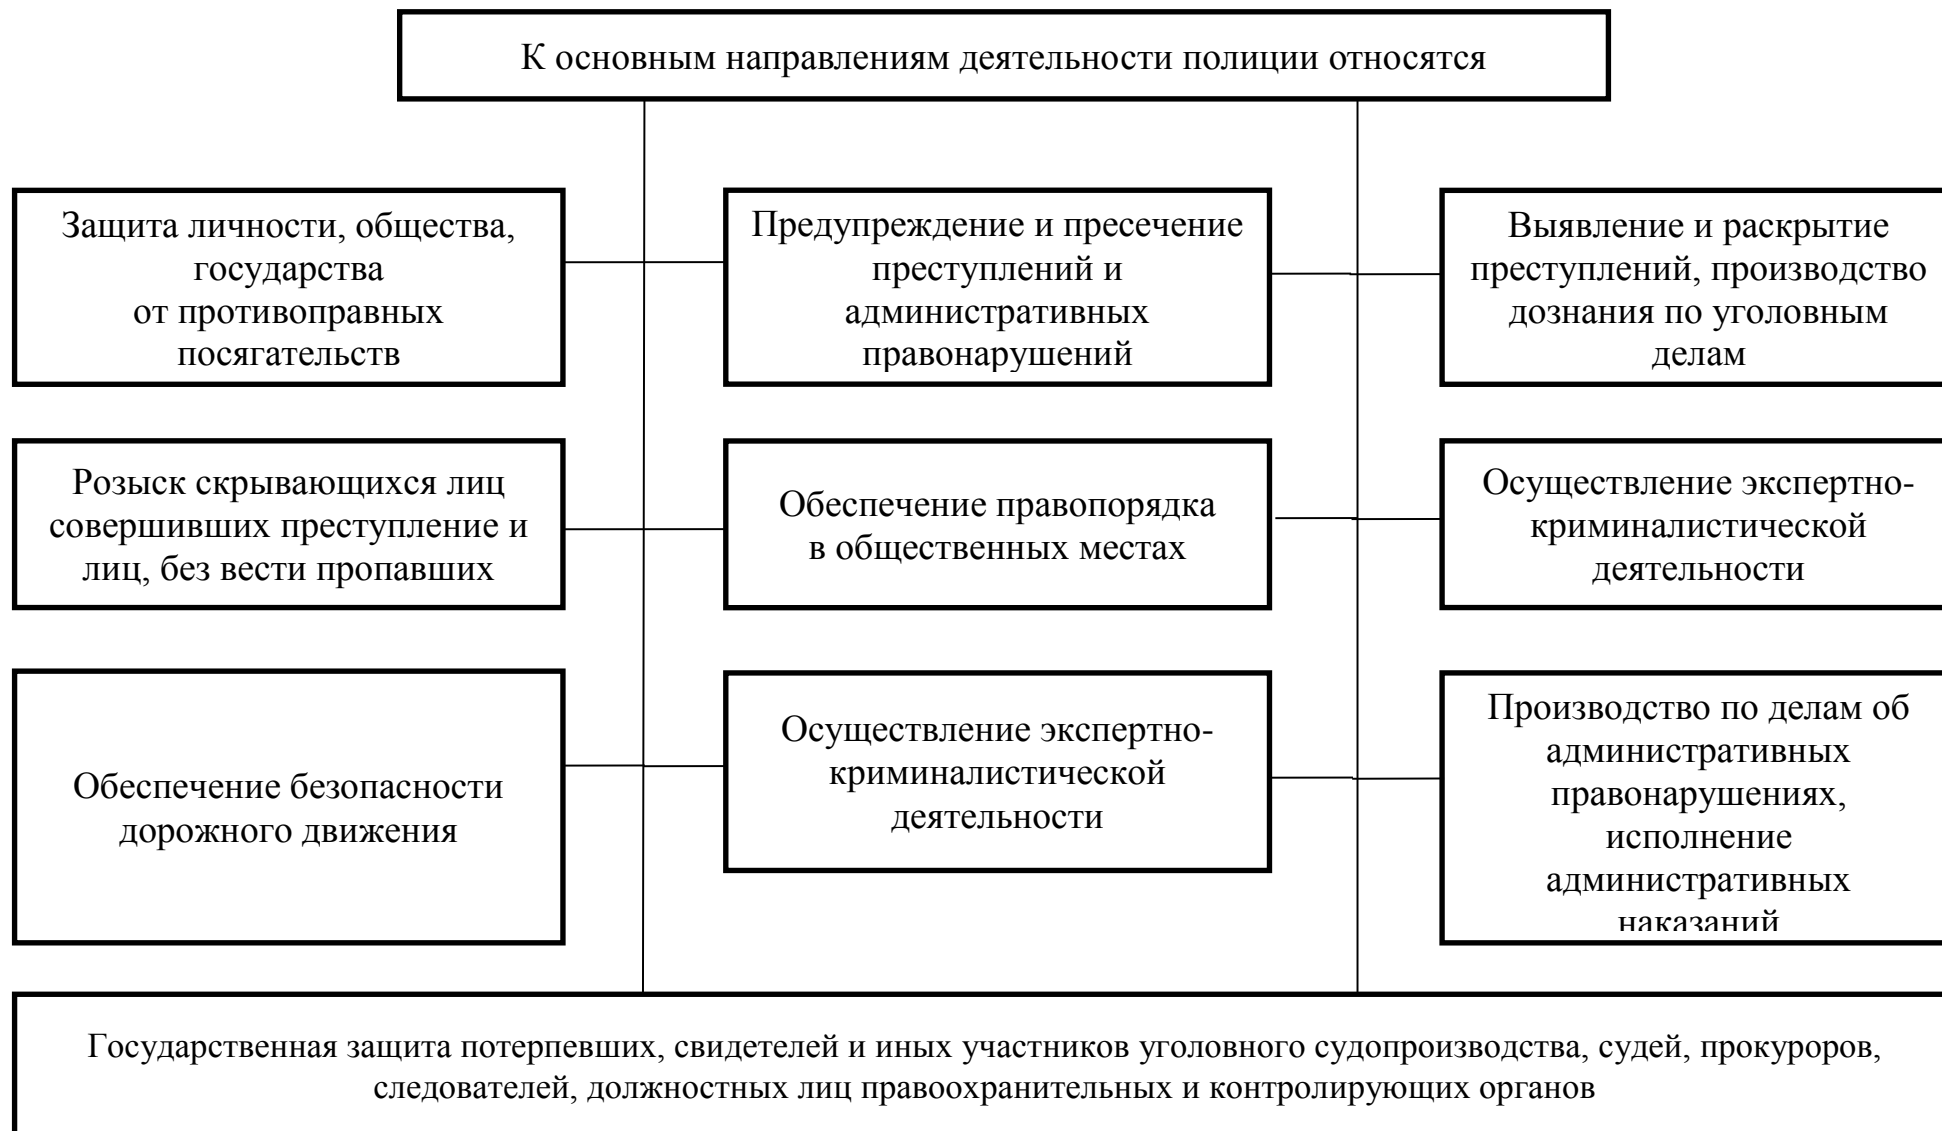 К основным направлениям деятельности полиции относятся
Защита личности, общества,
государства
от противоправных
посягательств
Предупреждение и пресечение
преступлений и
административных
правонарушений
Выявление и раскрытие
преступлений, производство
дознания по уголовным
делам
Розыск скрывающихся лиц
совершивших преступление и
лиц, без вести пропавших
Обеспечение правопорядка
в общественных местах
Осуществление экспертно-
криминалистической
деятельности
Обеспечение безопасности
дорожного движения
Осуществление экспертно-
криминалистической
деятельности
Производство по делам об
административных
правонарушениях,
исполнение
административных
наказаний
Государственная защита потерпевших, свидетелей и иных участников уголовного судопроизводства, судей, прокуроров,
следователей, должностных лиц правоохранительных и контролирующих органов